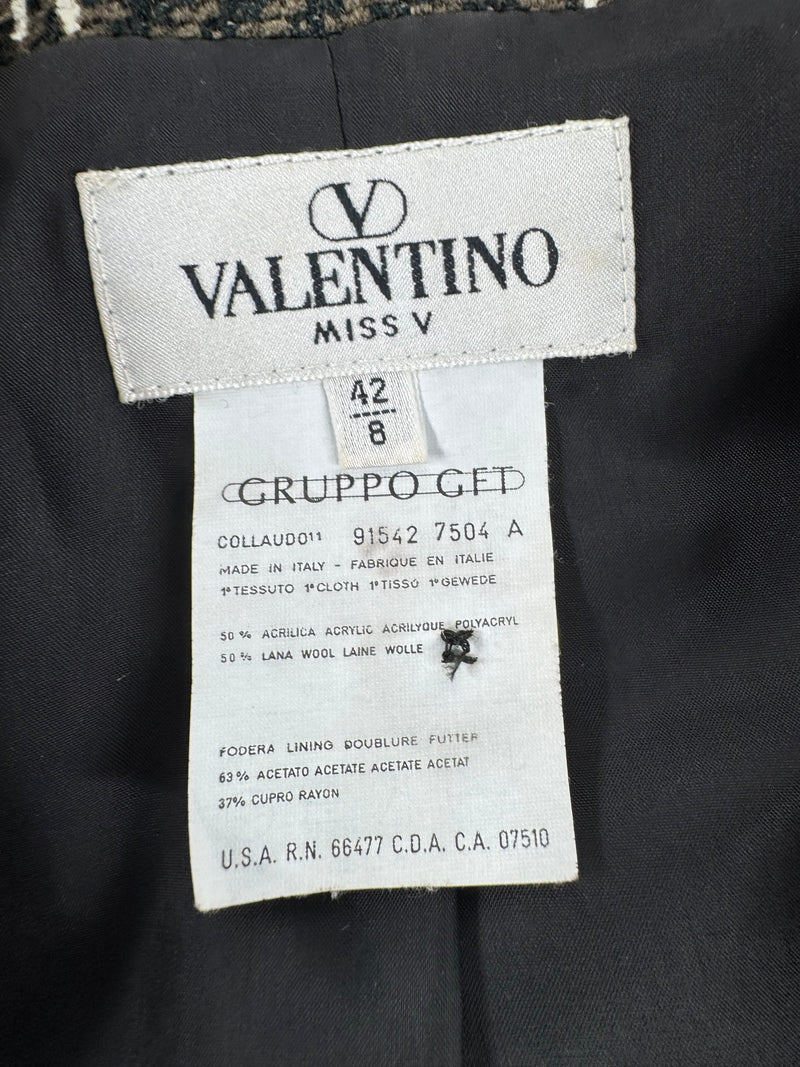 V
VALENTINO
MISS V
42
8
GRUPPO GFT
COLLAUDO11 91542 7504 A
MADE IN ITALY - FABRIQUE EN ITALIE
1°TESSUTO 1°CLOTH 1°TISSÚ 1°GEWEDE
50 % ACRILICA ACRYLIC ACRILYQUE POLYACRYL
50 % LANA WOOL LAINE WOLLE
FODERA LINING DOUBLURE FUTTER
63% ACETATO ACETATE ACETATE ACETAT
37% CUPRO RAYON
U.S.A. R.N. 66477 C.D.A. C.A. 07510